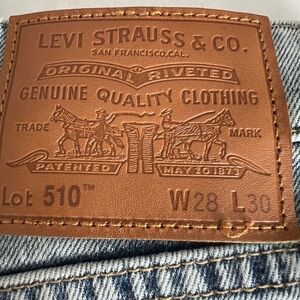 LEVI STRAUSS & CO.
SAN FRANCISCO, CAL.
ORIGINAL RIVETED
GENUINE QUALITY CLOTHING
TRADE MARK
PATENTED MAY 20 1873
Lot 510™ W28 L30